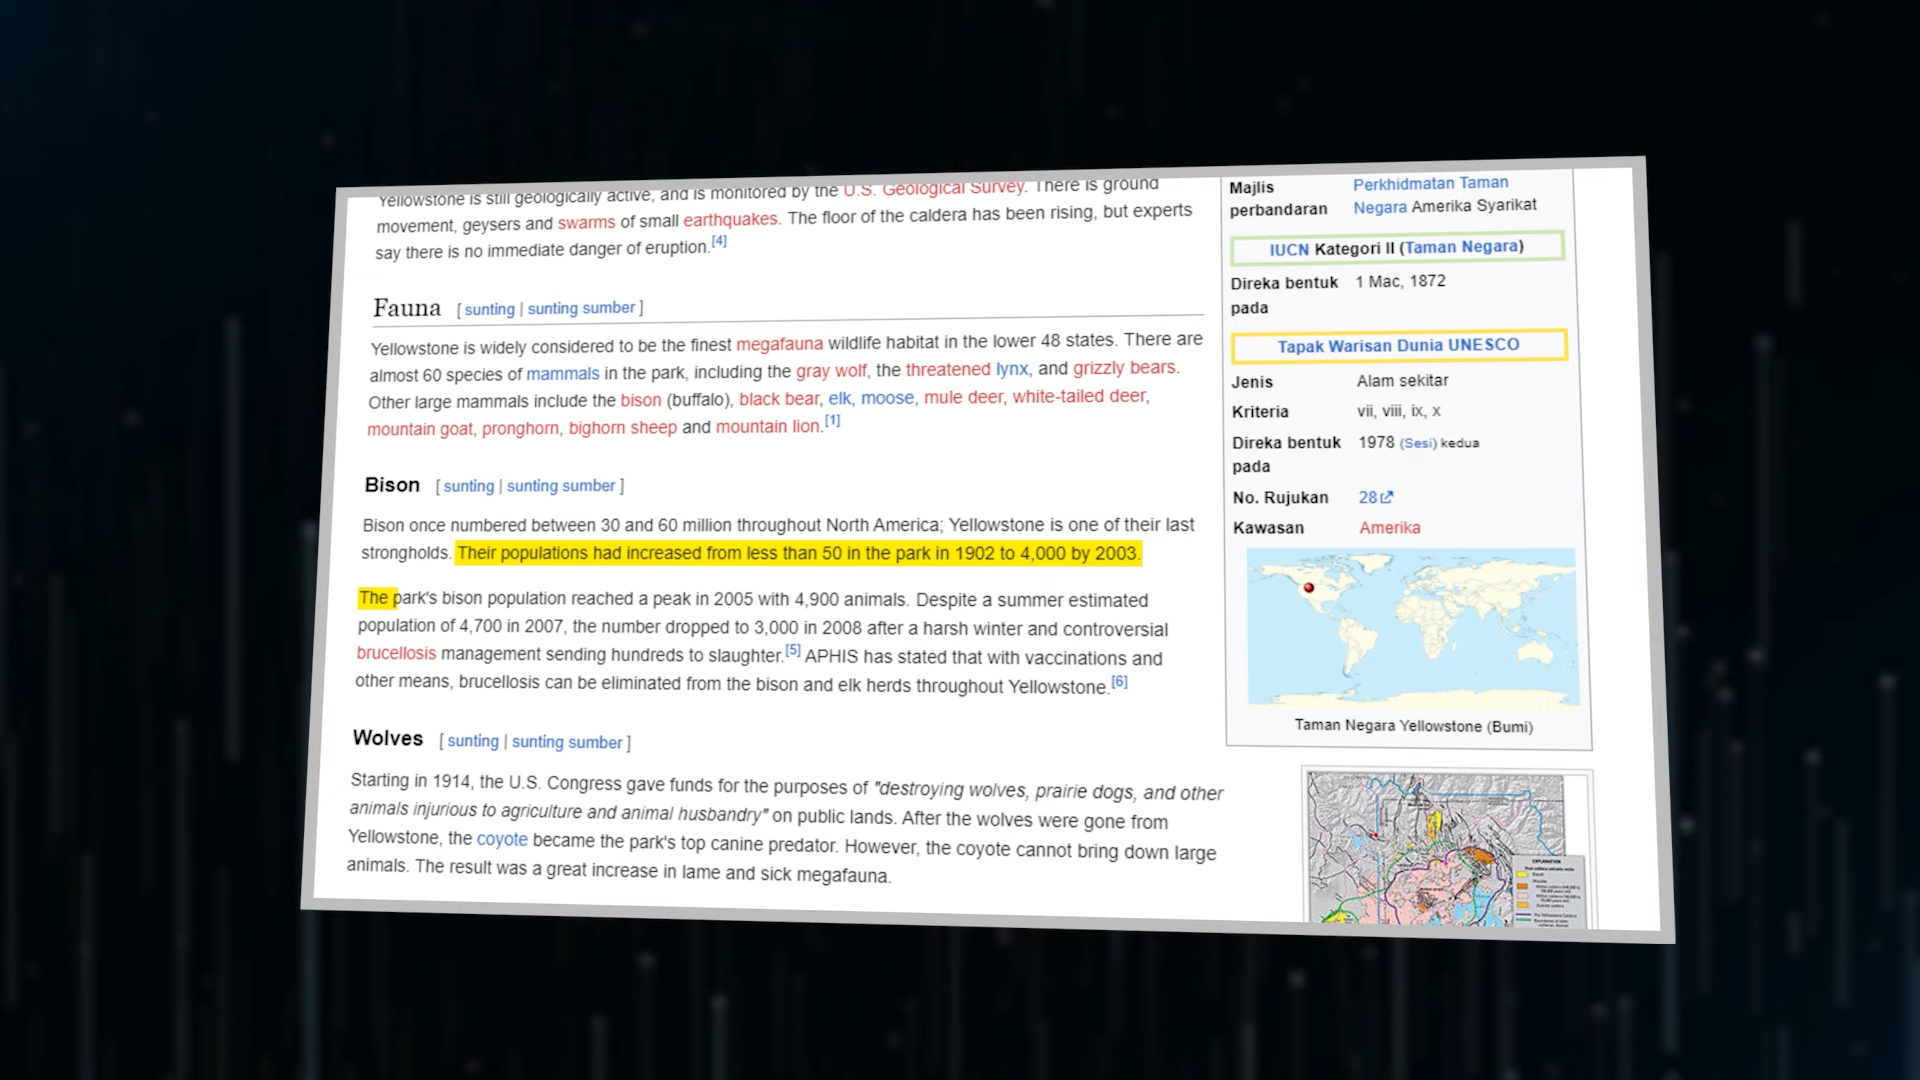 Yellowstone is still geologically active, and is monitored by the U.S. Geological Survey. There is ground
movement, geysers and swarms of small earthquakes. The floor of the caldera has been rising, but experts
say there is no immediate danger of eruption.[4]
Fauna [ sunting | sunting sumber ]
Yellowstone is widely considered to be the finest megafauna wildlife habitat in the lower 48 states. There are
almost 60 species of mammals in the park, including the gray wolf, the threatened lynx, and grizzly bears.
Other large mammals include the bison (buffalo), black bear, elk, moose, mule deer, white-tailed deer,
mountain goat, pronghorn, bighorn sheep and mountain lion.[1]
Bison [ sunting | sunting sumber ]
Bison once numbered between 30 and 60 million throughout North America; Yellowstone is one of their last
strongholds. Their populations had increased from less than 50 in the park in 1902 to 4,000 by 2003.
The park's bison population reached a peak in 2005 with 4,900 animals. Despite a summer estimated
population of 4,700 in 2007, the number dropped to 3,000 in 2008 after a harsh winter and controversial
brucellosis management sending hundreds to slaughter.[5] APHIS has stated that with vaccinations and
other means, brucellosis can be eliminated from the bison and elk herds throughout Yellowstone.[6]
Wolves [ sunting | sunting sumber ]
Starting in 1914, the U.S. Congress gave funds for the purposes of "destroying wolves, prairie dogs, and other
animals injurious to agriculture and animal husbandry" on public lands. After the wolves were gone from
Yellowstone, the coyote became the park's top canine predator. However, the coyote cannot bring down large
animals. The result was a great increase in lame and sick megafauna.
Majlis perbandaran Perkhidmatan Taman
Negara Amerika Syarikat
IUCN Kategori II (Taman Negara)
Direka bentuk pada 1 Mac, 1872
Tapak Warisan Dunia UNESCO
Jenis Alam sekitar
Kriteria vii, viii, ix, x
Direka bentuk pada 1978 (Sesi) kedua
No. Rujukan 28
Kawasan Amerika
Taman Negara Yellowstone (Bumi)
EXPLANATION